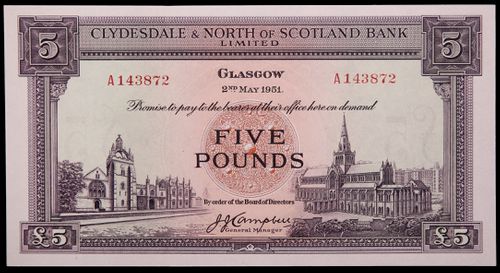 5 CLYDESDALE & NORTH OF SCOTLAND BANK 5
LIMITED
GLASGOW
A143872 A143872
2ND MAY 1951.
Promise to pay to the bearer at their office here on demand
FIVE
POUNDS
By order of the Board of Directors
J.J. Campbell
General Manager
£5 £5